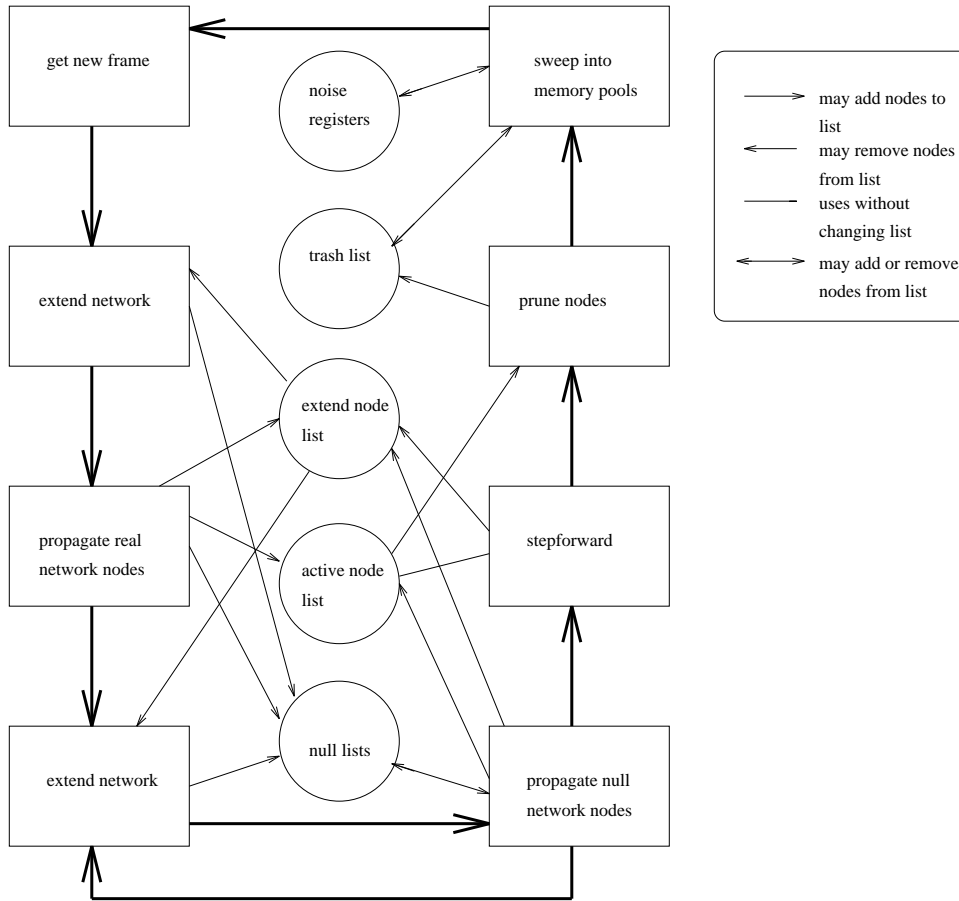 get new frame
noise
registers
sweep into
memory pools
may add nodes to
list
may remove nodes
from list
uses without
changing list
may add or remove
nodes from list
extend network
trash list
prune nodes
extend node
list
propagate real
network nodes
active node
list
stepforward
extend network
null lists
propagate null
network nodes